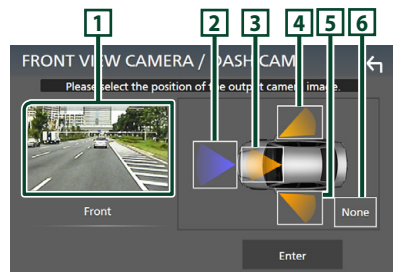 1 2 3 4 5 6
FRONT VIEW CAMERA / DASH CAM
Please select the position of the output camera image.
Front
None
Enter